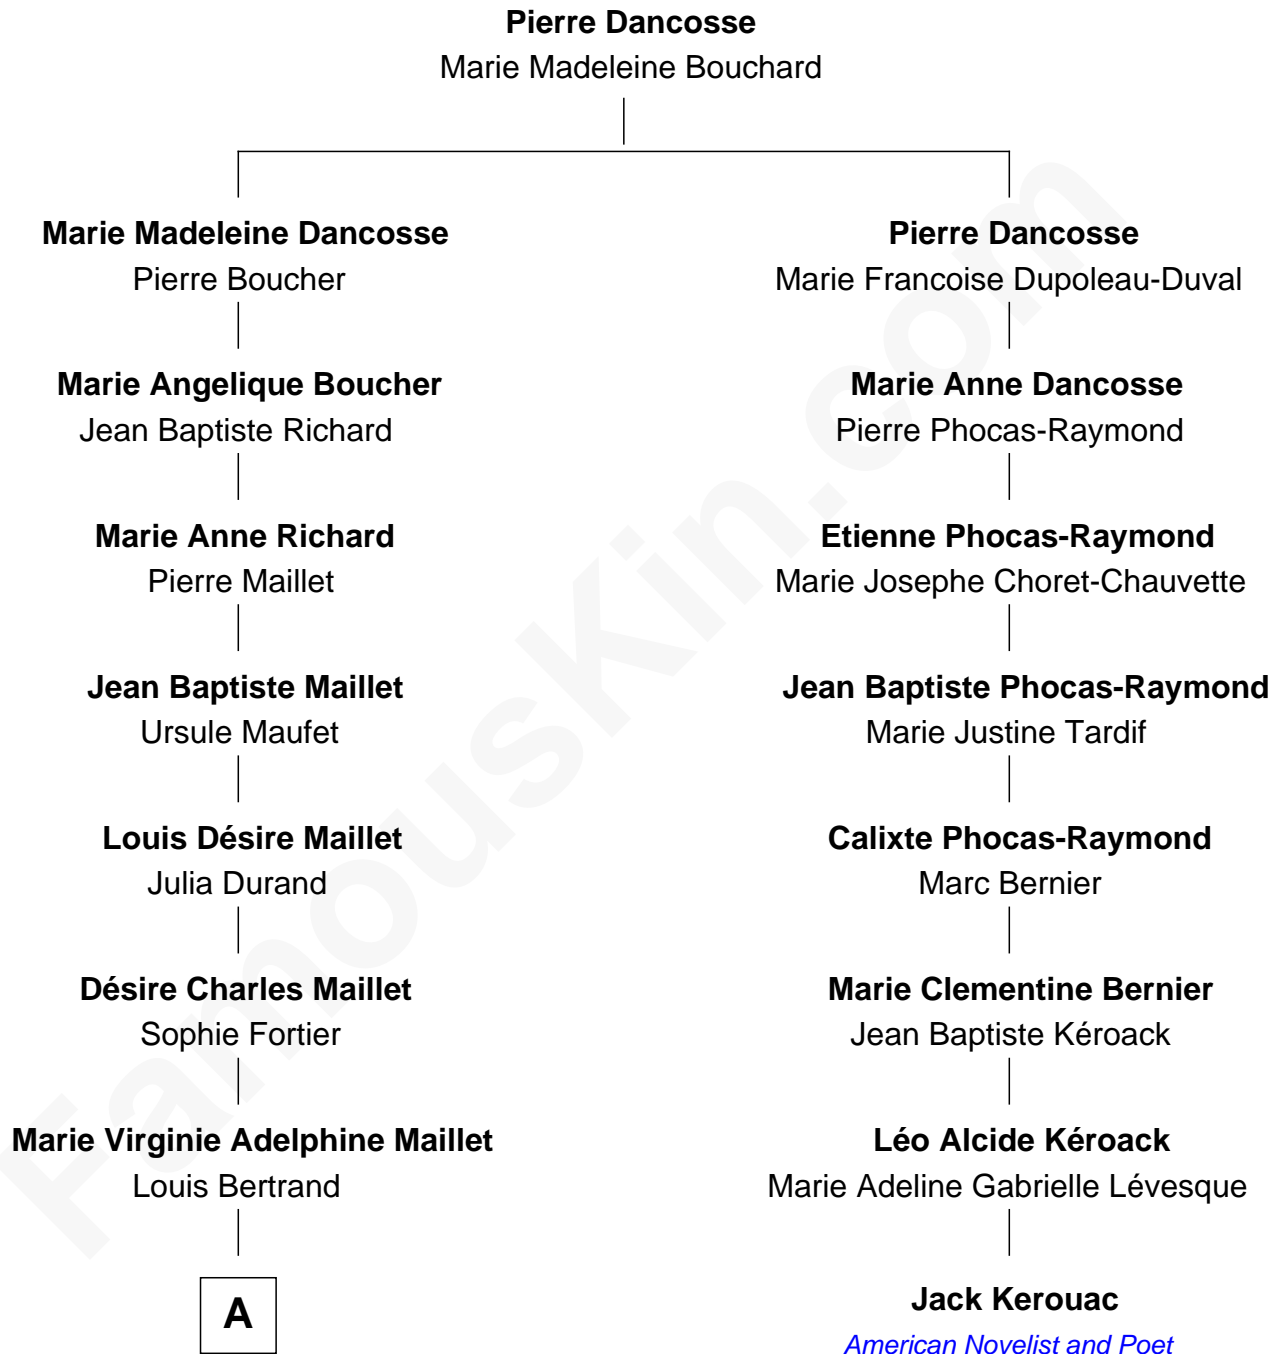 Pierre Dancosse
Marie Madeleine Bouchard
Marie Madeleine Dancosse
Pierre Boucher
Pierre Dancosse
Marie Francoise Dupoleau-Duval
Marie Angelique Boucher
Jean Baptiste Richard
Marie Anne Dancosse
Pierre Phocas-Raymond
Marie Anne Richard
Pierre Maillet
Etienne Phocas-Raymond
Marie Josephe Choret-Chauvette
Jean Baptiste Maillet
Ursule Maufet
Jean Baptiste Phocas-Raymond
Marie Justine Tardif
Louis Désire Maillet
Julia Durand
Calixte Phocas-Raymond
Marc Bernier
Désire Charles Maillet
Sophie Fortier
Marie Clementine Bernier
Jean Baptiste Kéroack
Marie Virginie Adelphine Maillet
Louis Bertrand
Léo Alcide Kéroack
Marie Adeline Gabrielle Lévesque
A
Jack Kerouac
American Novelist and Poet
FamousKin.com